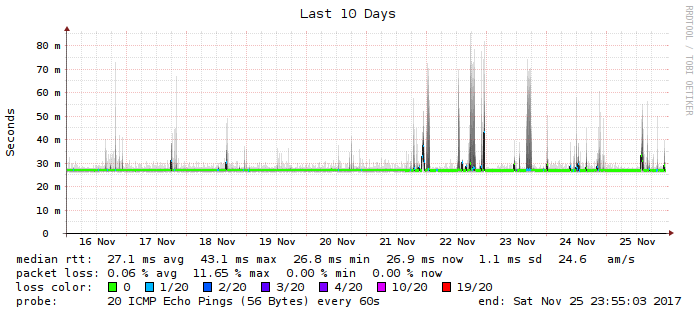 Last 10 Days
RRDTOOL / TOBI OETIKER
Seconds
80 m
70 m
60 m
50 m
40 m
30 m
20 m
10 m
0
16 Nov 17 Nov 18 Nov 19 Nov 20 Nov 21 Nov 22 Nov 23 Nov 24 Nov 25 Nov
median rtt: 27.1 ms avg 43.1 ms max 26.8 ms min 26.9 ms now 1.1 ms sd 24.6 am/s
packet loss: 0.06 % avg 11.65 % max 0.00 % min 0.00 % now
loss color: 0 1/20 2/20 3/20 4/20 10/20 19/20
probe: 20 ICMP Echo Pings (56 Bytes) every 60s end: Sat Nov 25 23:55:03 2017